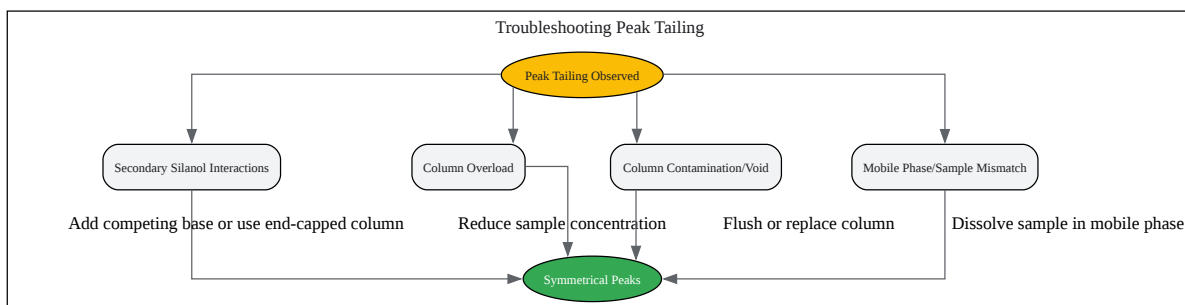 Troubleshooting Peak Tailing
Peak Tailing Observed
Secondary Silanol Interactions
Column Overload
Column Contamination/Void
Mobile Phase/Sample Mismatch
Add competing base or use end-capped column
Reduce sample concentration
Flush or replace column
Dissolve sample in mobile phase
Symmetrical Peaks